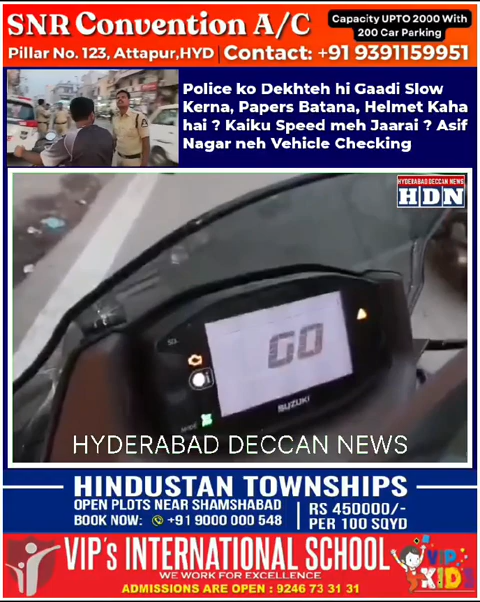 SNR Convention A/C
Capacity UPTO 2000 With
200 Car Parking
Pillar No. 123, Attapur,HYD
Contact: +91 9391159951
Police ko Dekhteh hi Gaadi Slow
Kerna, Papers Batana, Helmet Kaha
hai ? Kaiku Speed meh Jaarai ? Asif
Nagar neh Vehicle Checking
HYDERABAD DECCAN NEWS
HDN
GO
SUZUKI
MODE
HYDERABAD DECCAN NEWS
HINDUSTAN TOWNSHIPS
OPEN PLOTS NEAR SHAMSHABAD
BOOK NOW: +91 9000 000 548
RS 450000/-
PER 100 SQYD
VIP's INTERNATIONAL SCHOOL
WE WORK FOR EXCELLENCE
ADMISSIONS ARE OPEN : 9246 73 31 31
VIP
KIDZ